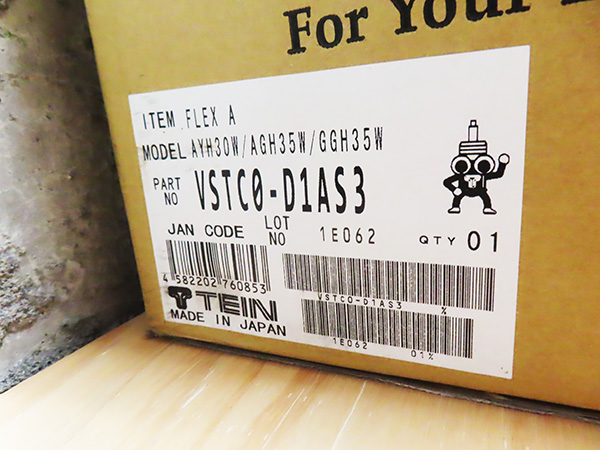 For Your
ITEM FLEX A
MODEL AYH30W/AGH35W/GGH35W
PART NO VSTC0-D1AS3
JAN CODE LOT NO 1E062 QTY 01
4 582202 760853
VSTC0-D1AS3 %
TEIN
MADE IN JAPAN
1E062 01%